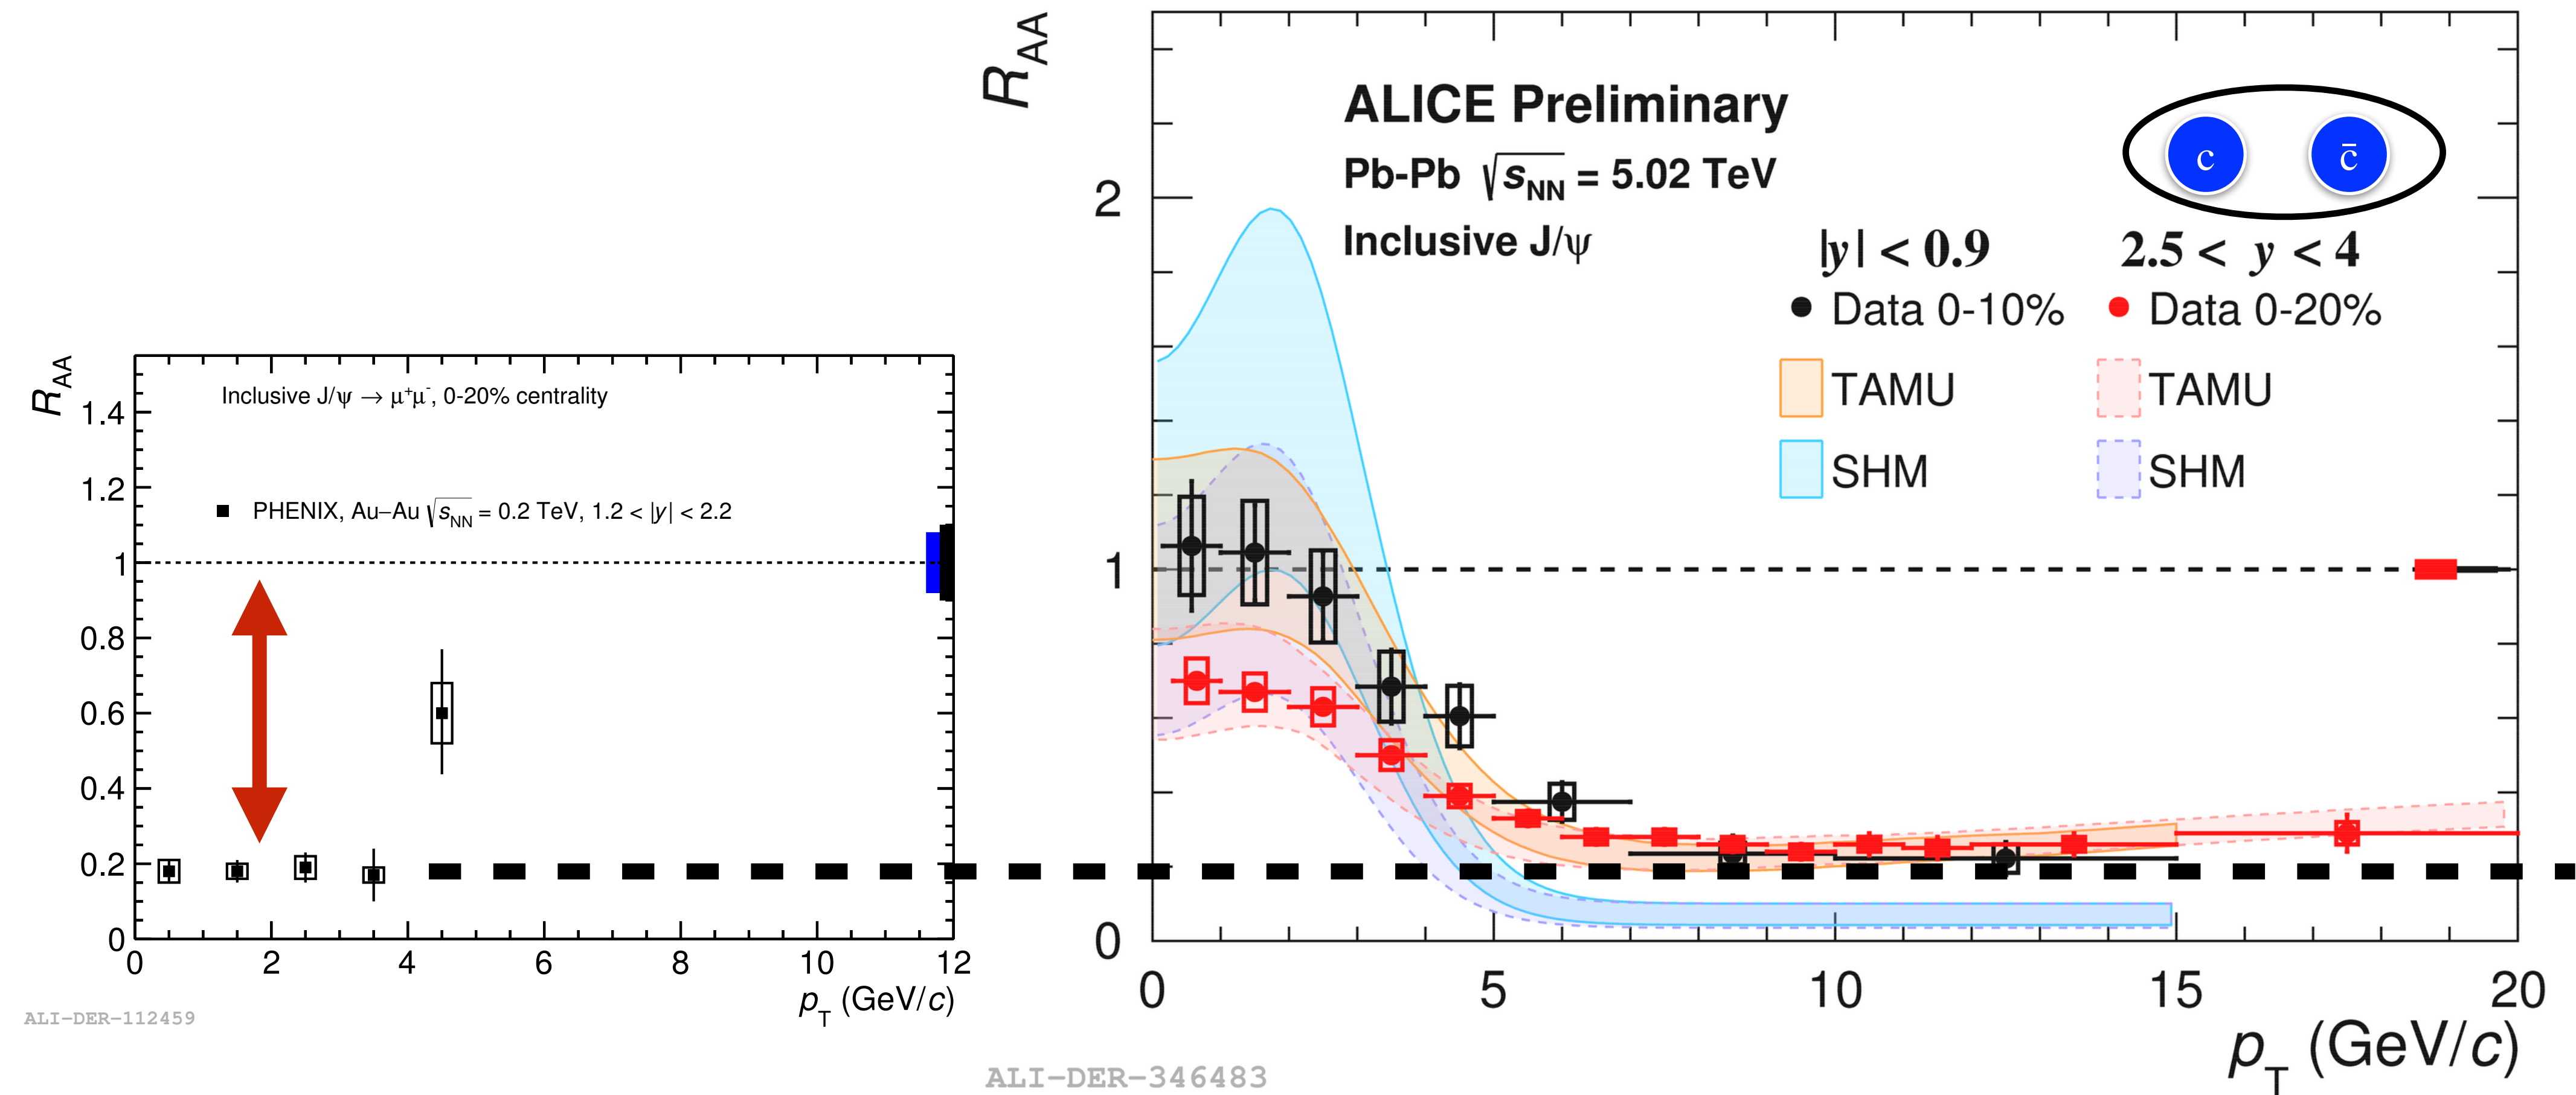 R_AA
Inclusive J/ψ → μ⁺μ⁻, 0-20% centrality
PHENIX, Au–Au √s_NN = 0.2 TeV, 1.2 < |y| < 2.2
1.4
1.2
1
0.8
0.6
0.4
0.2
0
0 2 4 6 8 10 12
p_T (GeV/c)
ALI-DER-112459
R_AA
ALICE Preliminary
Pb-Pb √s_NN = 5.02 TeV
Inclusive J/ψ
c c̄
|y| < 0.9 2.5 < y < 4
Data 0-10% Data 0-20%
TAMU TAMU
SHM SHM
2
1
0
0 5 10 15 20
p_T (GeV/c)
ALI-DER-346483